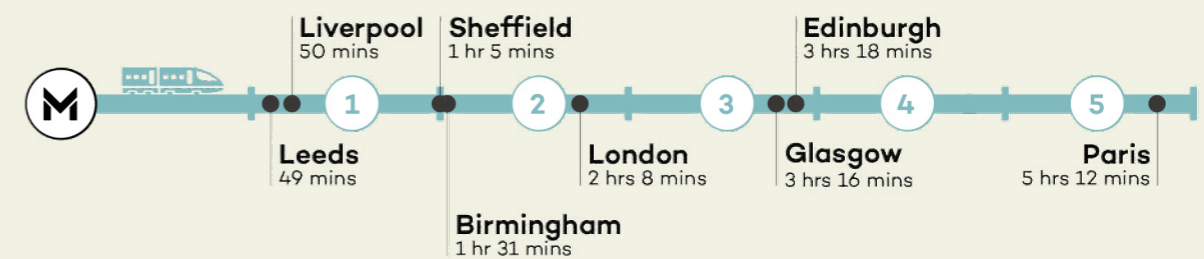 Liverpool
50 mins
Sheffield
1 hr 5 mins
Edinburgh
3 hrs 18 mins
M
1
2
3
4
5
Leeds
49 mins
London
2 hrs 8 mins
Glasgow
3 hrs 16 mins
Paris
5 hrs 12 mins
Birmingham
1 hr 31 mins